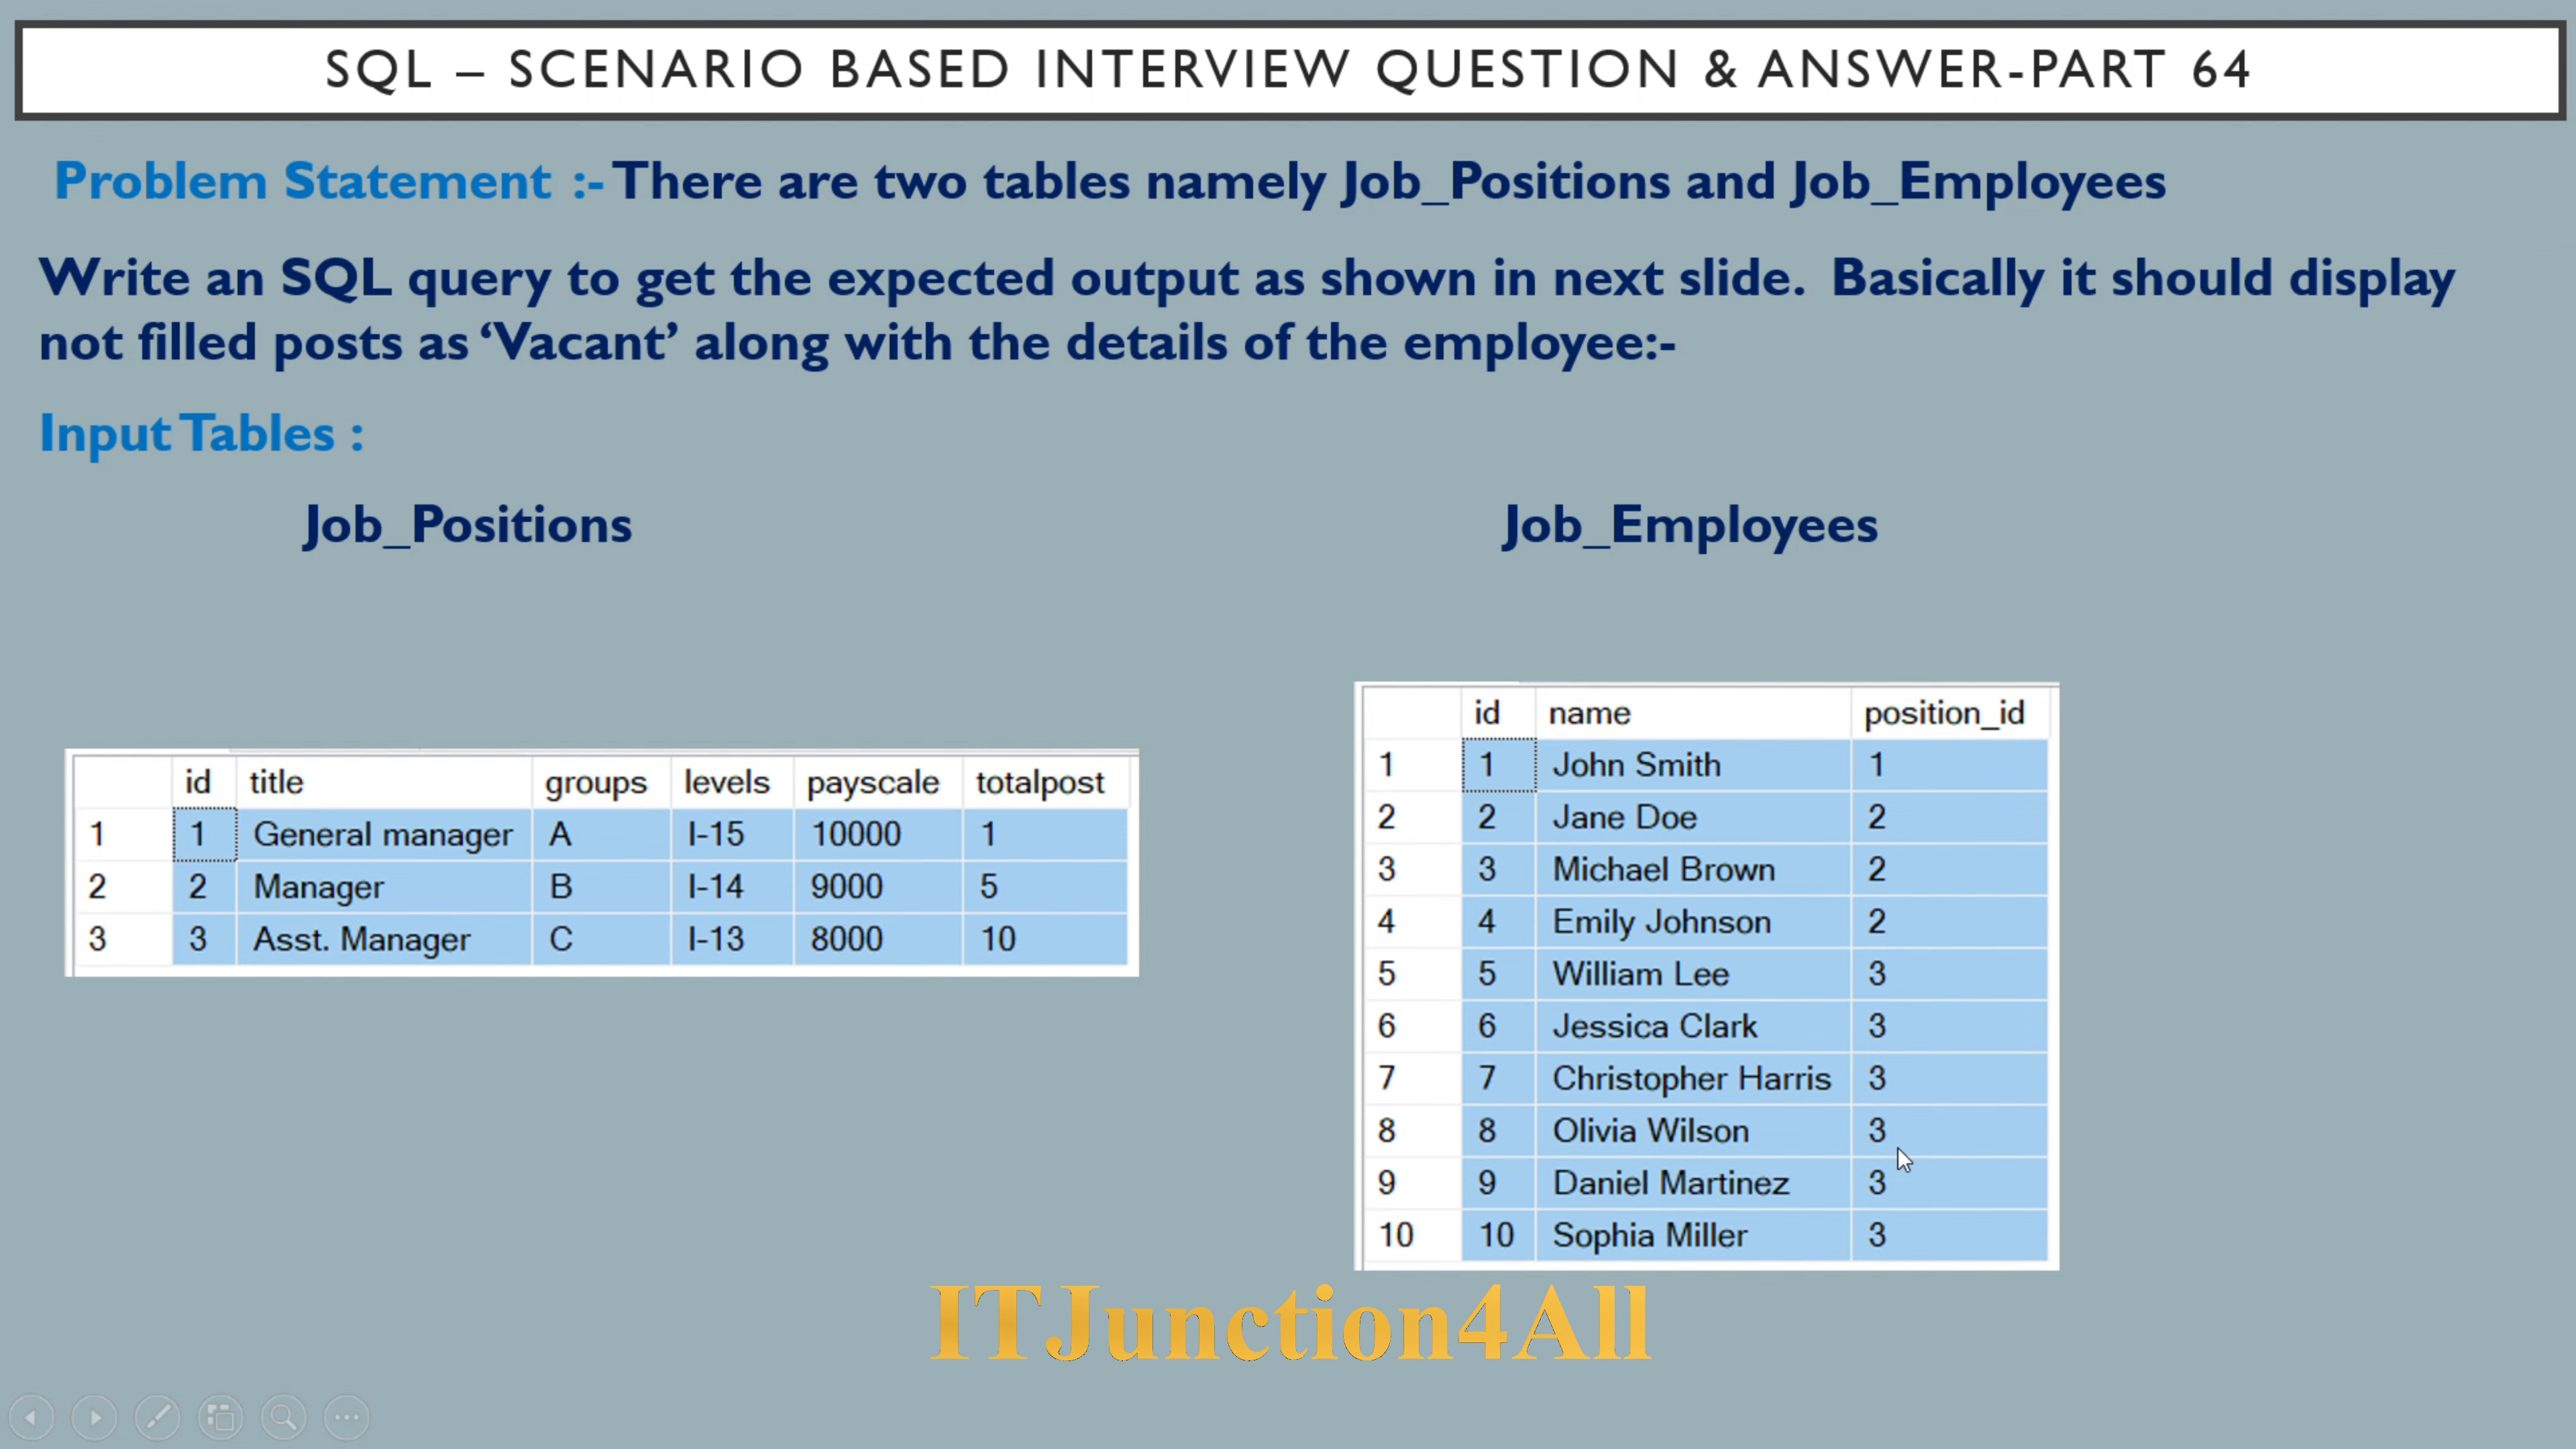 SQL – SCENARIO BASED INTERVIEW QUESTION & ANSWER-PART 64
Problem Statement :- There are two tables namely Job_Positions and Job_Employees
Write an SQL query to get the expected output as shown in next slide. Basically it should display
not filled posts as ‘Vacant’ along with the details of the employee:-
Input Tables :
Job_Positions
id title groups levels payscale totalpost
1 1 General manager A I-15 10000 1
2 2 Manager B I-14 9000 5
3 3 Asst. Manager C I-13 8000 10
Job_Employees
id name position_id
1 1 John Smith 1
2 2 Jane Doe 2
3 3 Michael Brown 2
4 4 Emily Johnson 2
5 5 William Lee 3
6 6 Jessica Clark 3
7 7 Christopher Harris 3
8 8 Olivia Wilson 3
9 9 Daniel Martinez 3
10 10 Sophia Miller 3
ITJunction4All